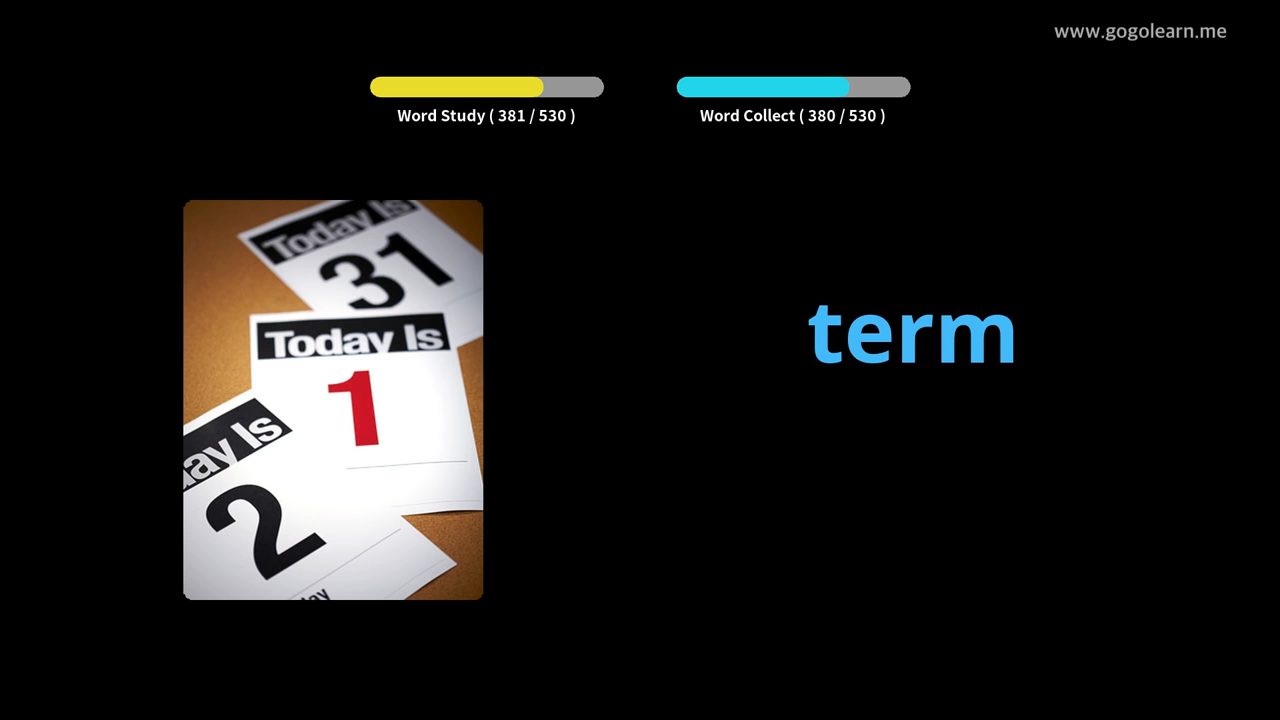 www.gogolearn.me
Word Study ( 381 / 530 )
Word Collect ( 380 / 530 )
Today Is
31
Today Is
1
term
ay Is
2